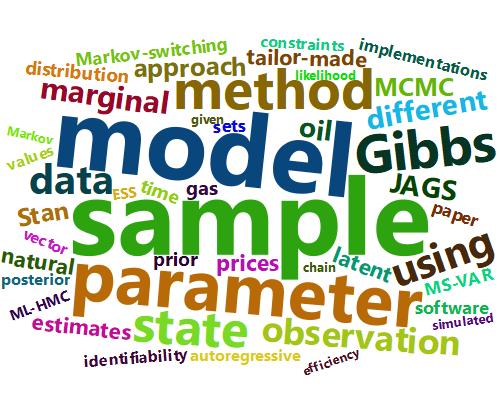 Markov-switching
constraints
implementations
distribution
approach
tailor-made
likelihood
marginal
method
MCMC
different
given
sets
oil
Markov
values
model
Gibbs
data
ESS
time
gas
JAGS
Stan
sample
paper
vector
natural
prior
prices
chain
latent
using
posterior
parameter
MS-VAR
ML-HMC
software
simulated
estimates
state
observation
identifiability
autoregressive
efficiency